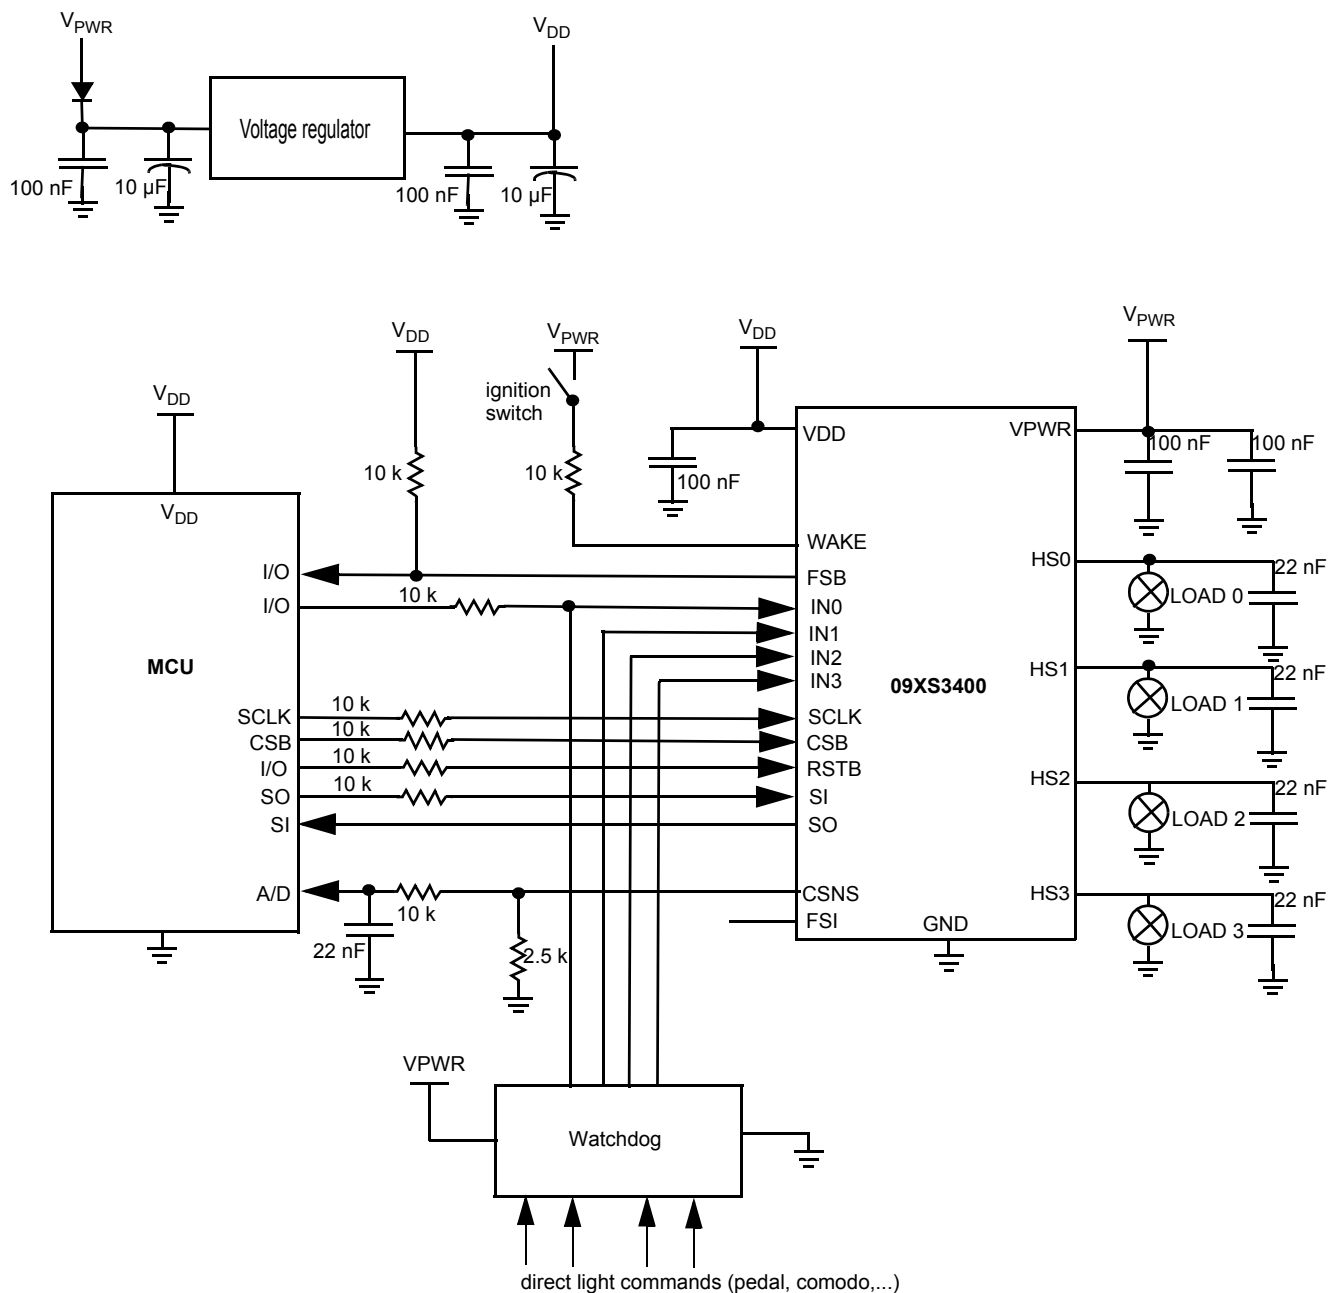 VPWR
VDD
Voltage regulator
100 nF
10 µF
100 nF
10 µF
VDD
VPWR
VDD
VPWR
VDD
ignition
switch
VDD
VPWR
100 nF
100 nF
10 k
10 k
100 nF
VDD
WAKE
HS0
I/O
FSB
22 nF
I/O
10 k
IN0
LOAD 0
IN1
MCU
IN2
HS1
22 nF
IN3
09XS3400
LOAD 1
SCLK
10 k
SCLK
CSB
10 k
CSB
I/O
10 k
RSTB
HS2
22 nF
SO
10 k
SI
LOAD 2
SI
SO
A/D
10 k
CSNS
HS3
22 nF
FSI
GND
LOAD 3
22 nF
2.5 k
VPWR
Watchdog
direct light commands (pedal, comodo,...)